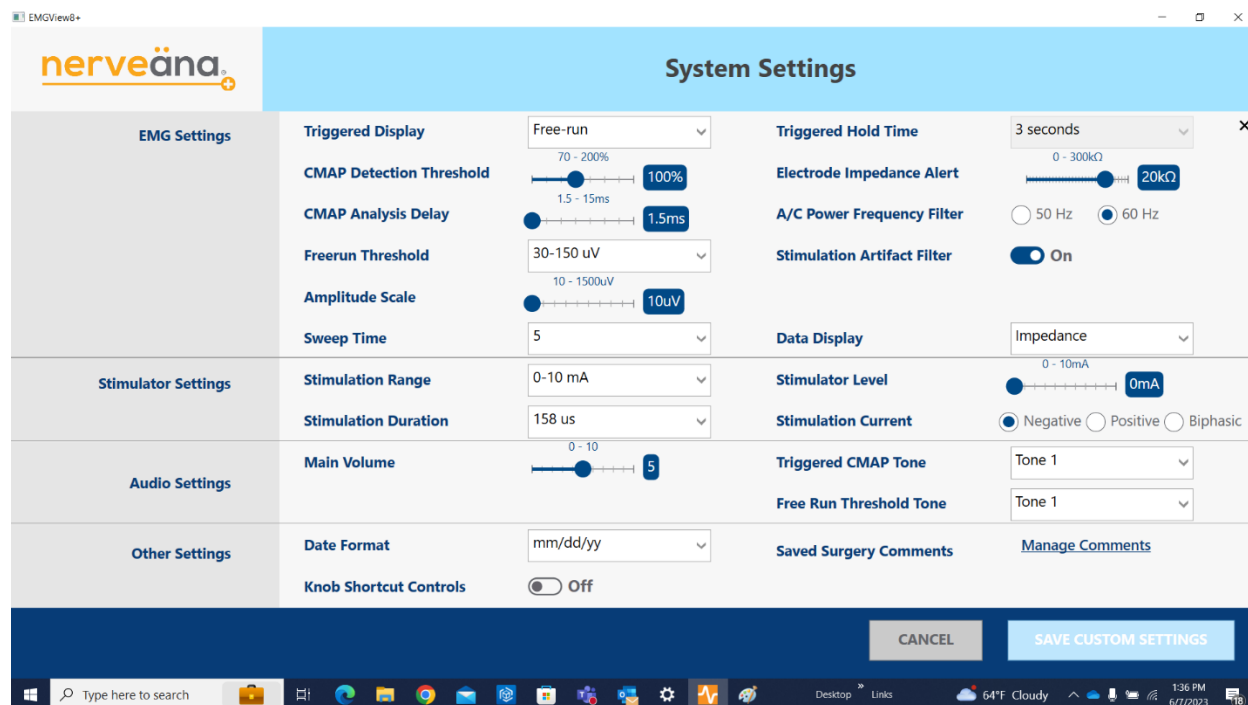 EMGView8+
nerveäna®
System Settings
EMG Settings
Triggered Display
Free-run
Triggered Hold Time
3 seconds
CMAP Detection Threshold
70 - 200%
100%
Electrode Impedance Alert
0 - 300kΩ
20kΩ
CMAP Analysis Delay
1.5 - 15ms
1.5ms
A/C Power Frequency Filter
50 Hz
60 Hz
Freerun Threshold
30-150 uV
Stimulation Artifact Filter
On
Amplitude Scale
10 - 1500uV
10uV
Sweep Time
5
Data Display
Impedance
Stimulator Settings
Stimulation Range
0-10 mA
Stimulator Level
0 - 10mA
0mA
Stimulation Duration
158 us
Stimulation Current
Negative
Positive
Biphasic
Audio Settings
Main Volume
0 - 10
5
Triggered CMAP Tone
Tone 1
Free Run Threshold Tone
Tone 1
Other Settings
Date Format
mm/dd/yy
Saved Surgery Comments
Manage Comments
Knob Shortcut Controls
Off
CANCEL
SAVE CUSTOM SETTINGS
Type here to search
Desktop
Links
64°F Cloudy
1:36 PM
6/7/2023
18